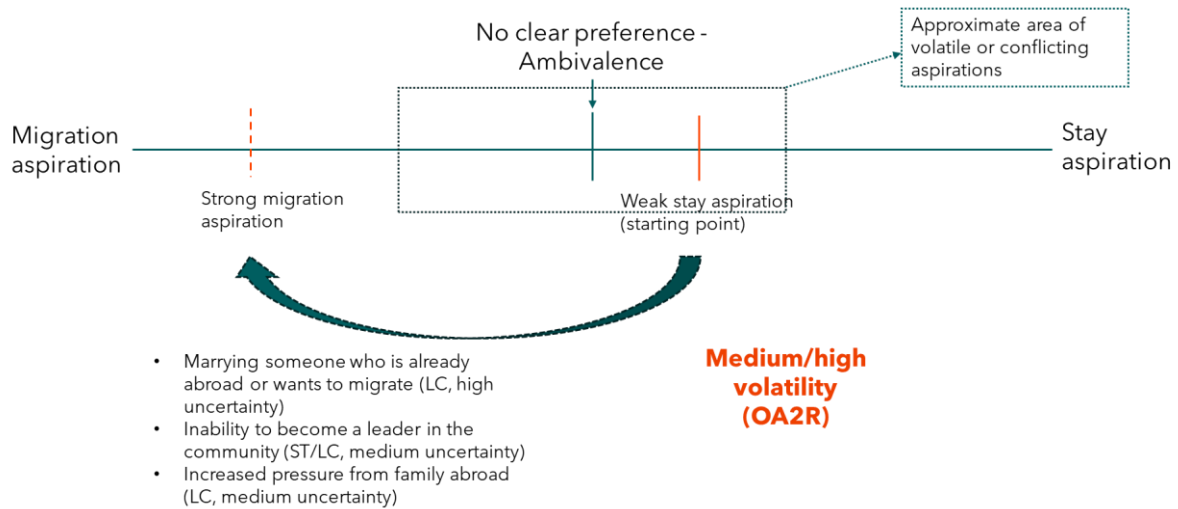 No clear preference -
Ambivalence
Approximate area of
volatile or conflicting
aspirations
Migration
aspiration
Stay
aspiration
Strong migration
aspiration
Weak stay aspiration
(starting point)
• Marrying someone who is already
abroad or wants to migrate (LC, high
uncertainty)
• Inability to become a leader in the
community (ST/LC, medium uncertainty)
• Increased pressure from family abroad
(LC, medium uncertainty)
Medium/high
volatility
(OA2R)